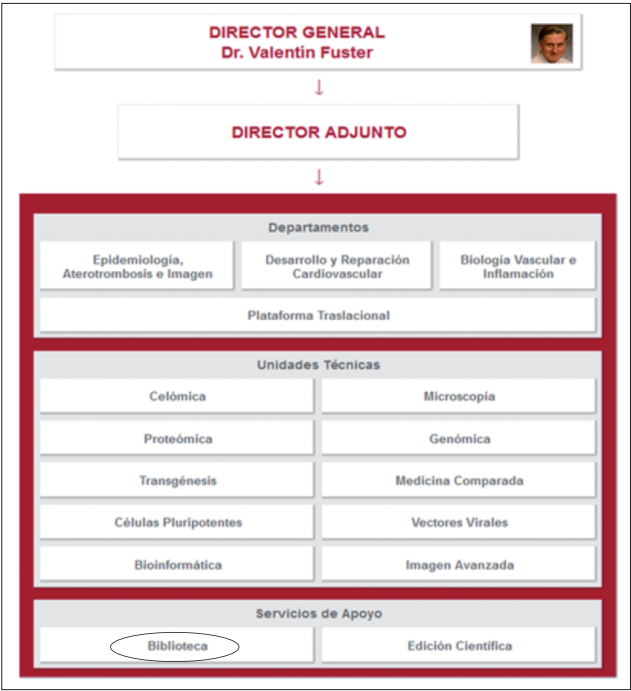 DIRECTOR GENERAL
Dr. Valentín Fuster
DIRECTOR ADJUNTO
Departamentos
Epidemiología,
Aterotrombosis e Imagen
Desarrollo y Reparación
Cardiovascular
Biología Vascular e
Inflamación
Plataforma Traslacional
Unidades Técnicas
Celómica
Microscopía
Proteómica
Genómica
Transgénesis
Medicina Comparada
Células Pluripotentes
Vectores Virales
Bioinformática
Imagen Avanzada
Servicios de Apoyo
Biblioteca
Edición Científica